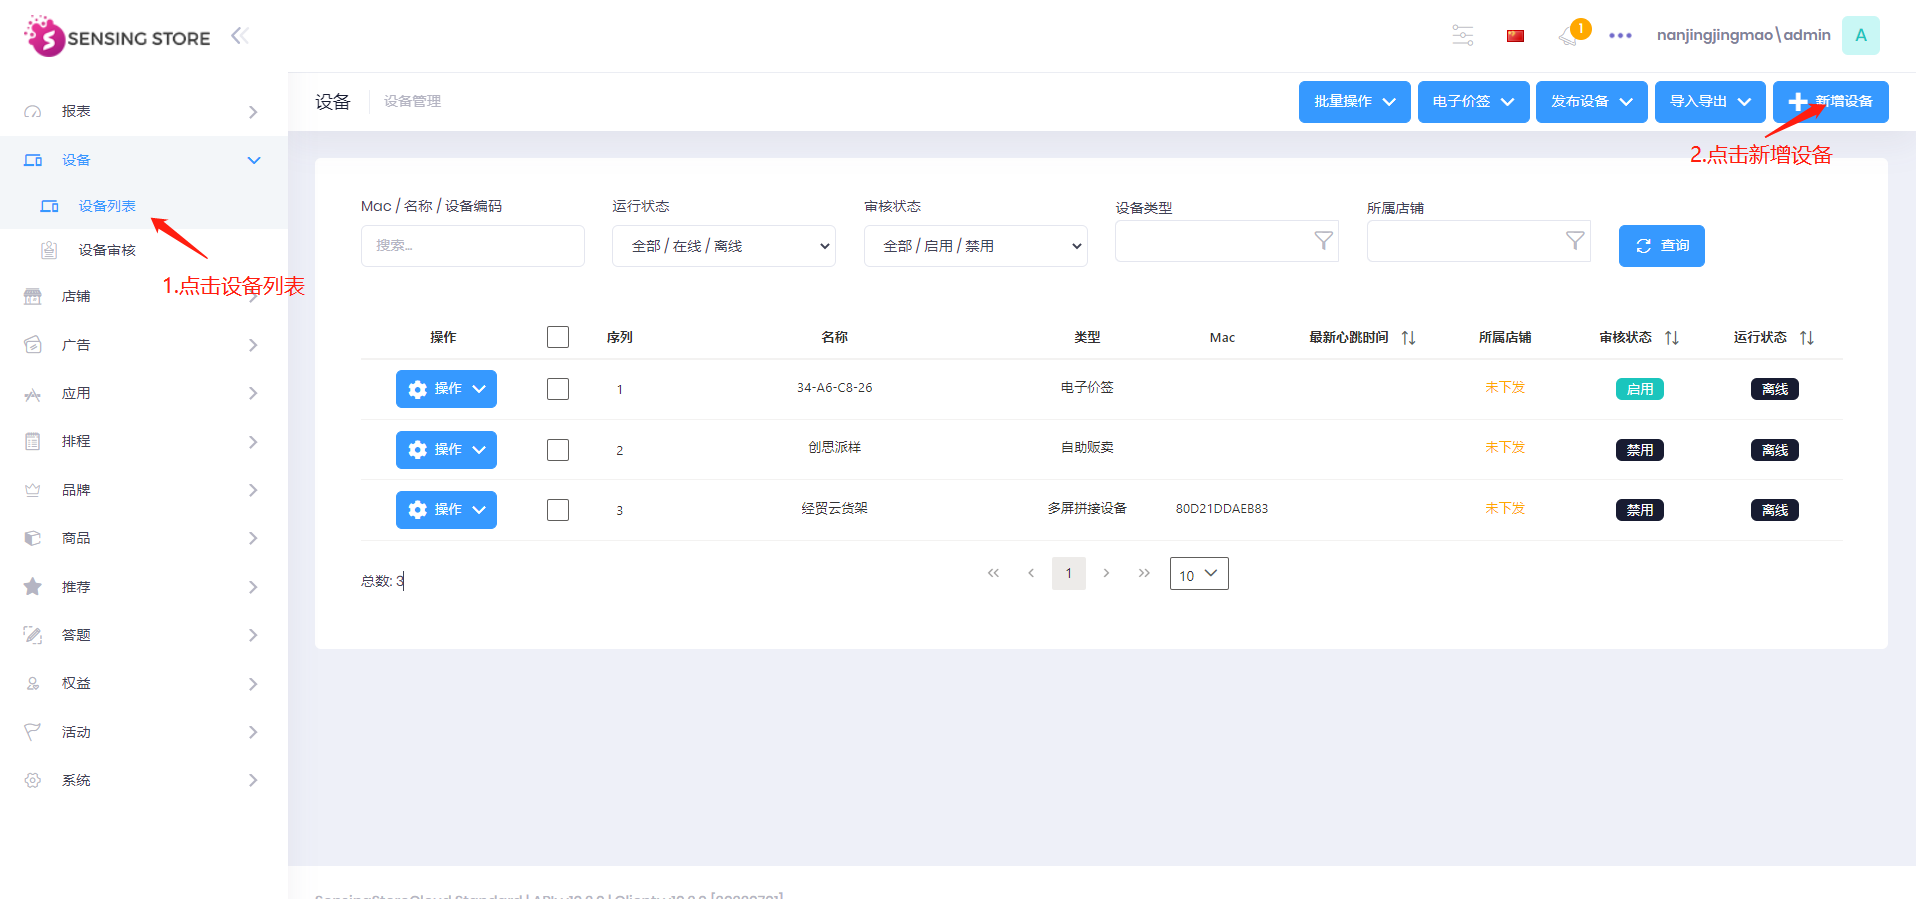 SENSING STORE
1
nanjingjingmao\admin
A
报表
设备
设备列表
设备审核
店铺
广告
应用
排程
品牌
商品
推荐
答题
权益
活动
系统
1.点击设备列表
设备
设备管理
批量操作
电子价签
发布设备
导入导出
新增设备
2.点击新增设备
Mac / 名称 / 设备编码
运行状态
审核状态
设备类型
所属店铺
搜索...
全部 / 在线 / 离线
全部 / 启用 / 禁用
查询
操作 序列 名称 类型 Mac 最新心跳时间 所属店铺 审核状态 运行状态
操作 1 34-A6-C8-26 电子价签 未下发 启用 离线
操作 2 创思派样 自助贩卖 未下发 禁用 离线
操作 3 经贸云货架 多屏拼接设备 80D21DDAEB83 未下发 禁用 离线
总数: 3
1
10